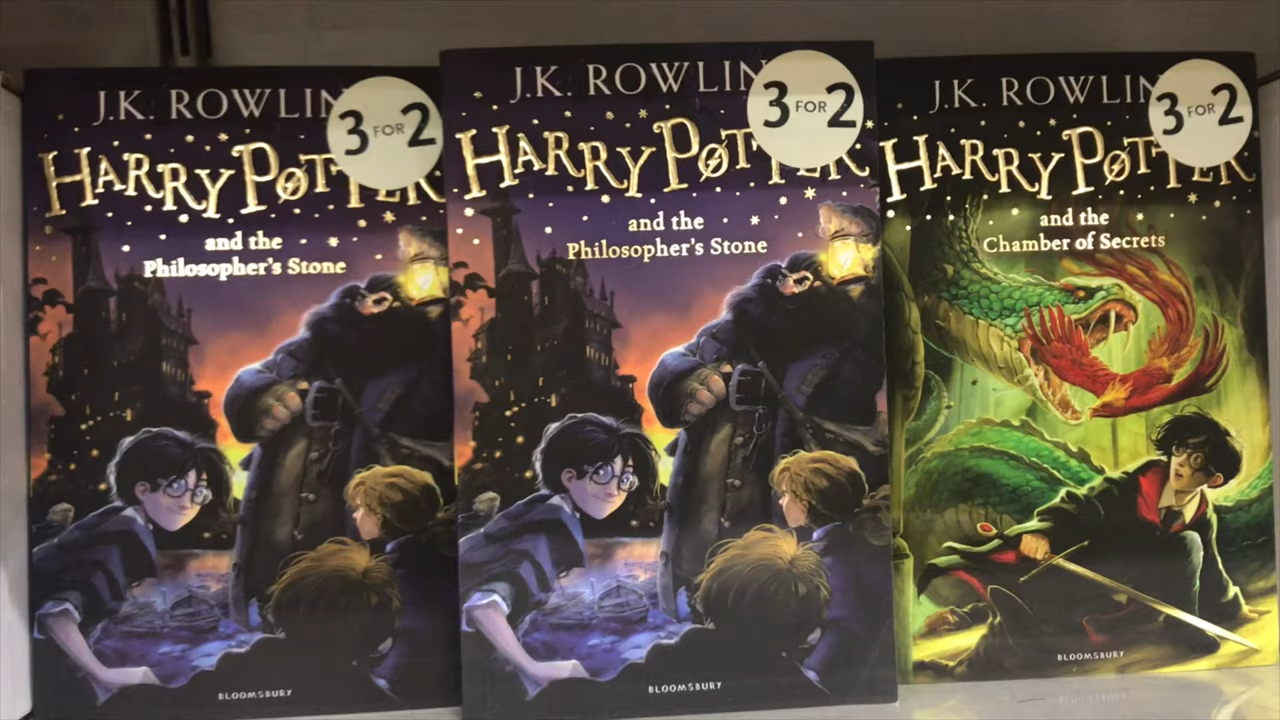 J.K. ROWLIN
3 FOR 2
HARRY POTTER
and the
Philosopher's Stone
BLOOMSBURY
J.K. ROWLIN
3 FOR 2
HARRY POTTER
and the
Philosopher's Stone
BLOOMSBURY
J.K. ROWLIN
3 FOR 2
HARRY POTTER
and the
Chamber of Secrets
BLOOMSBURY